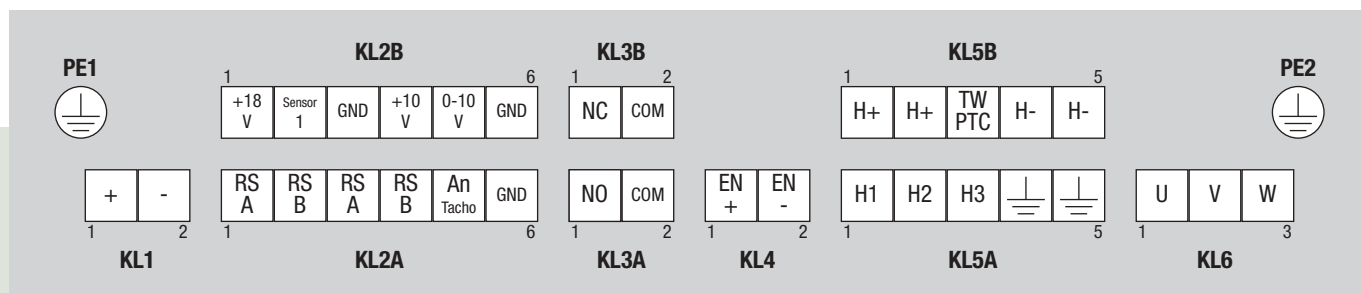 KL2B KL3B KL5B
PE1 PE2
1 6 1 2 1 5
+18 V Sensor 1 GND +10 V 0-10 V GND NC COM H+ H+ TW PTC H- H-
+ - RS A RS B RS A RS B An Tacho GND NO COM EN + EN - H1 H2 H3 U V W
1 2 1 6 1 2 1 2 1 5 1 3
KL1 KL2A KL3A KL4 KL5A KL6